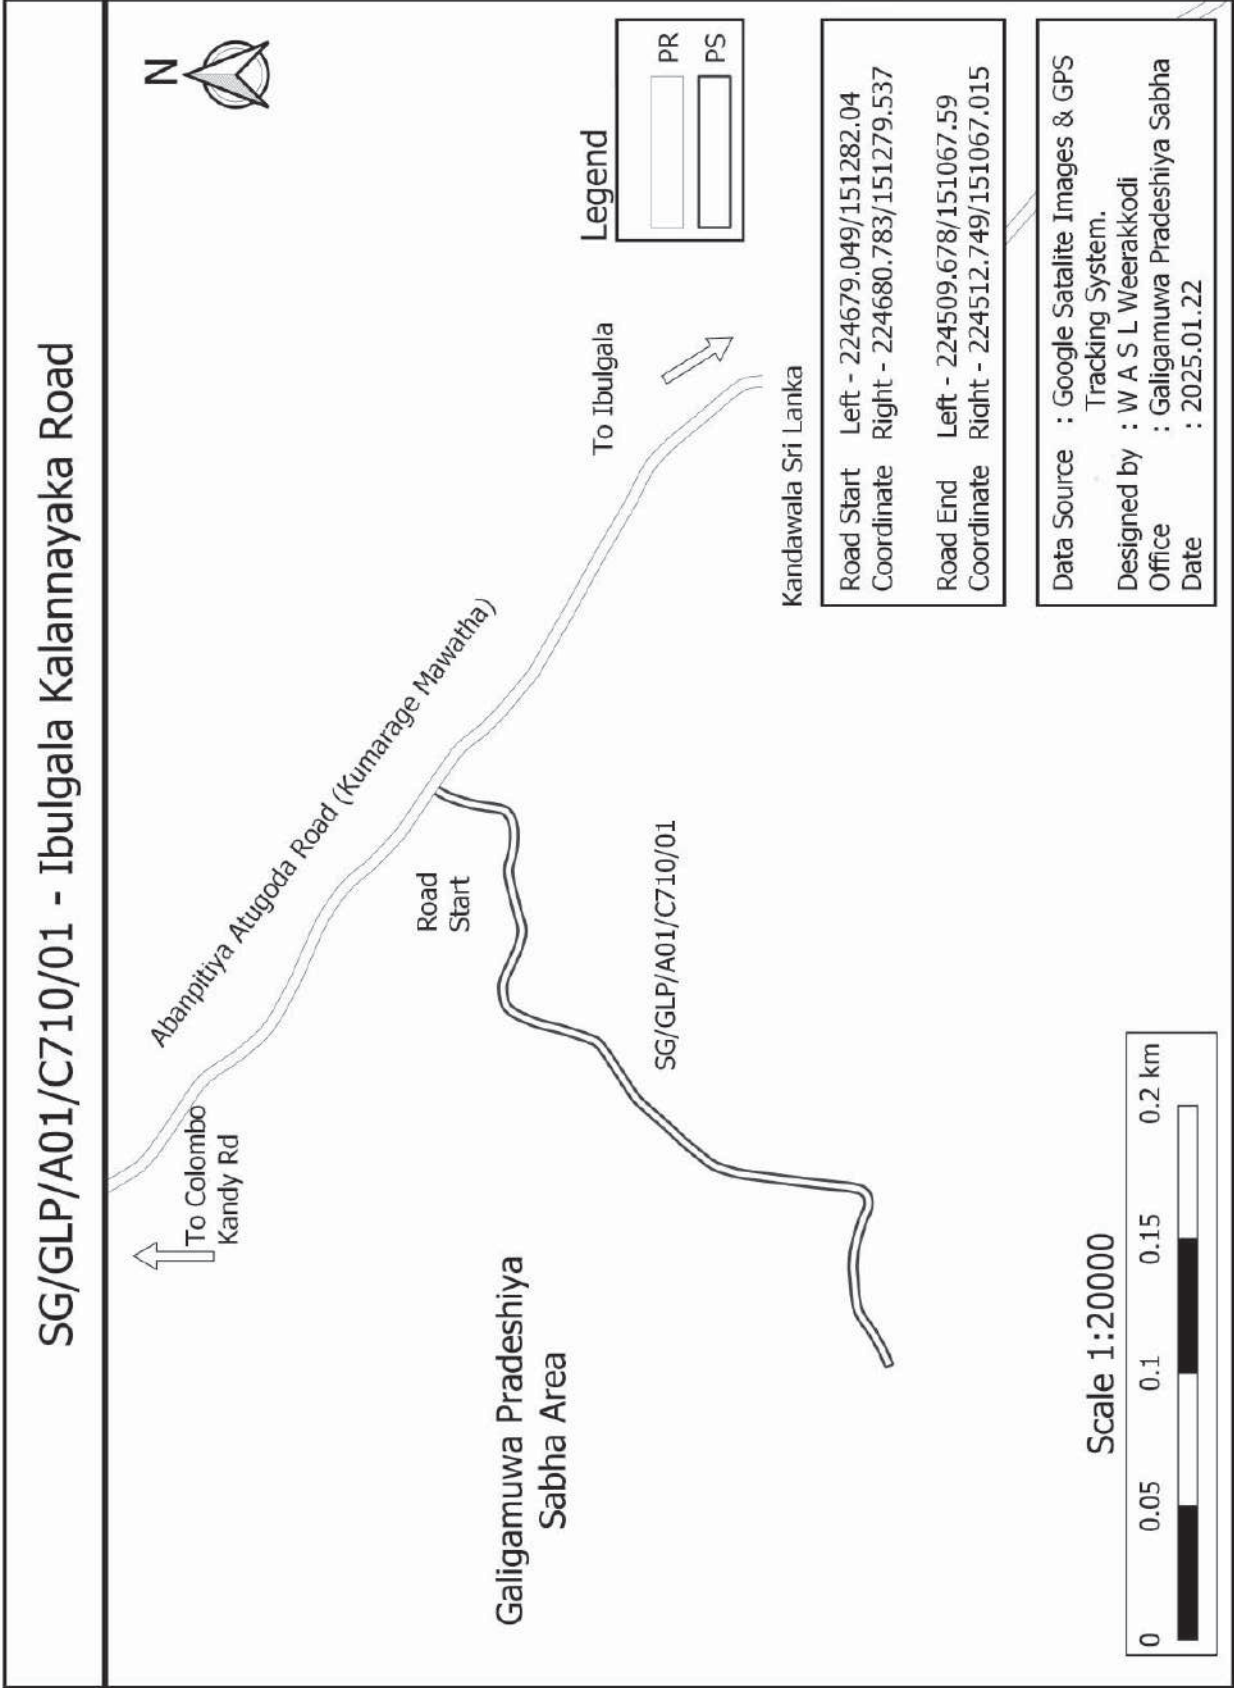 SG/GLP/A01/C710/01 - Ibulgala Kalannayaka Road
N
To Colombo
Kandy Rd
Abanpitiya Atugoda Road (Kumarage Mawatha)
Road
Start
To Ibulgala
Legend
PR
PS
Galigamuwa Pradeshiya
Sabha Area
SG/GLP/A01/C710/01
Kandawala Sri Lanka
Road Start Left - 224679.049/151282.04
Coordinate Right - 224680.783/151279.537
Road End Left - 224509.678/151067.59
Coordinate Right - 224512.749/151067.015
Scale 1:20000
0 0.05 0.1 0.15 0.2 km
Data Source : Google Satalite Images & GPS
Tracking System.
Designed by : W A S L Weerakkodi
Office : Galigamuwa Pradeshiya Sabha
Date : 2025.01.22